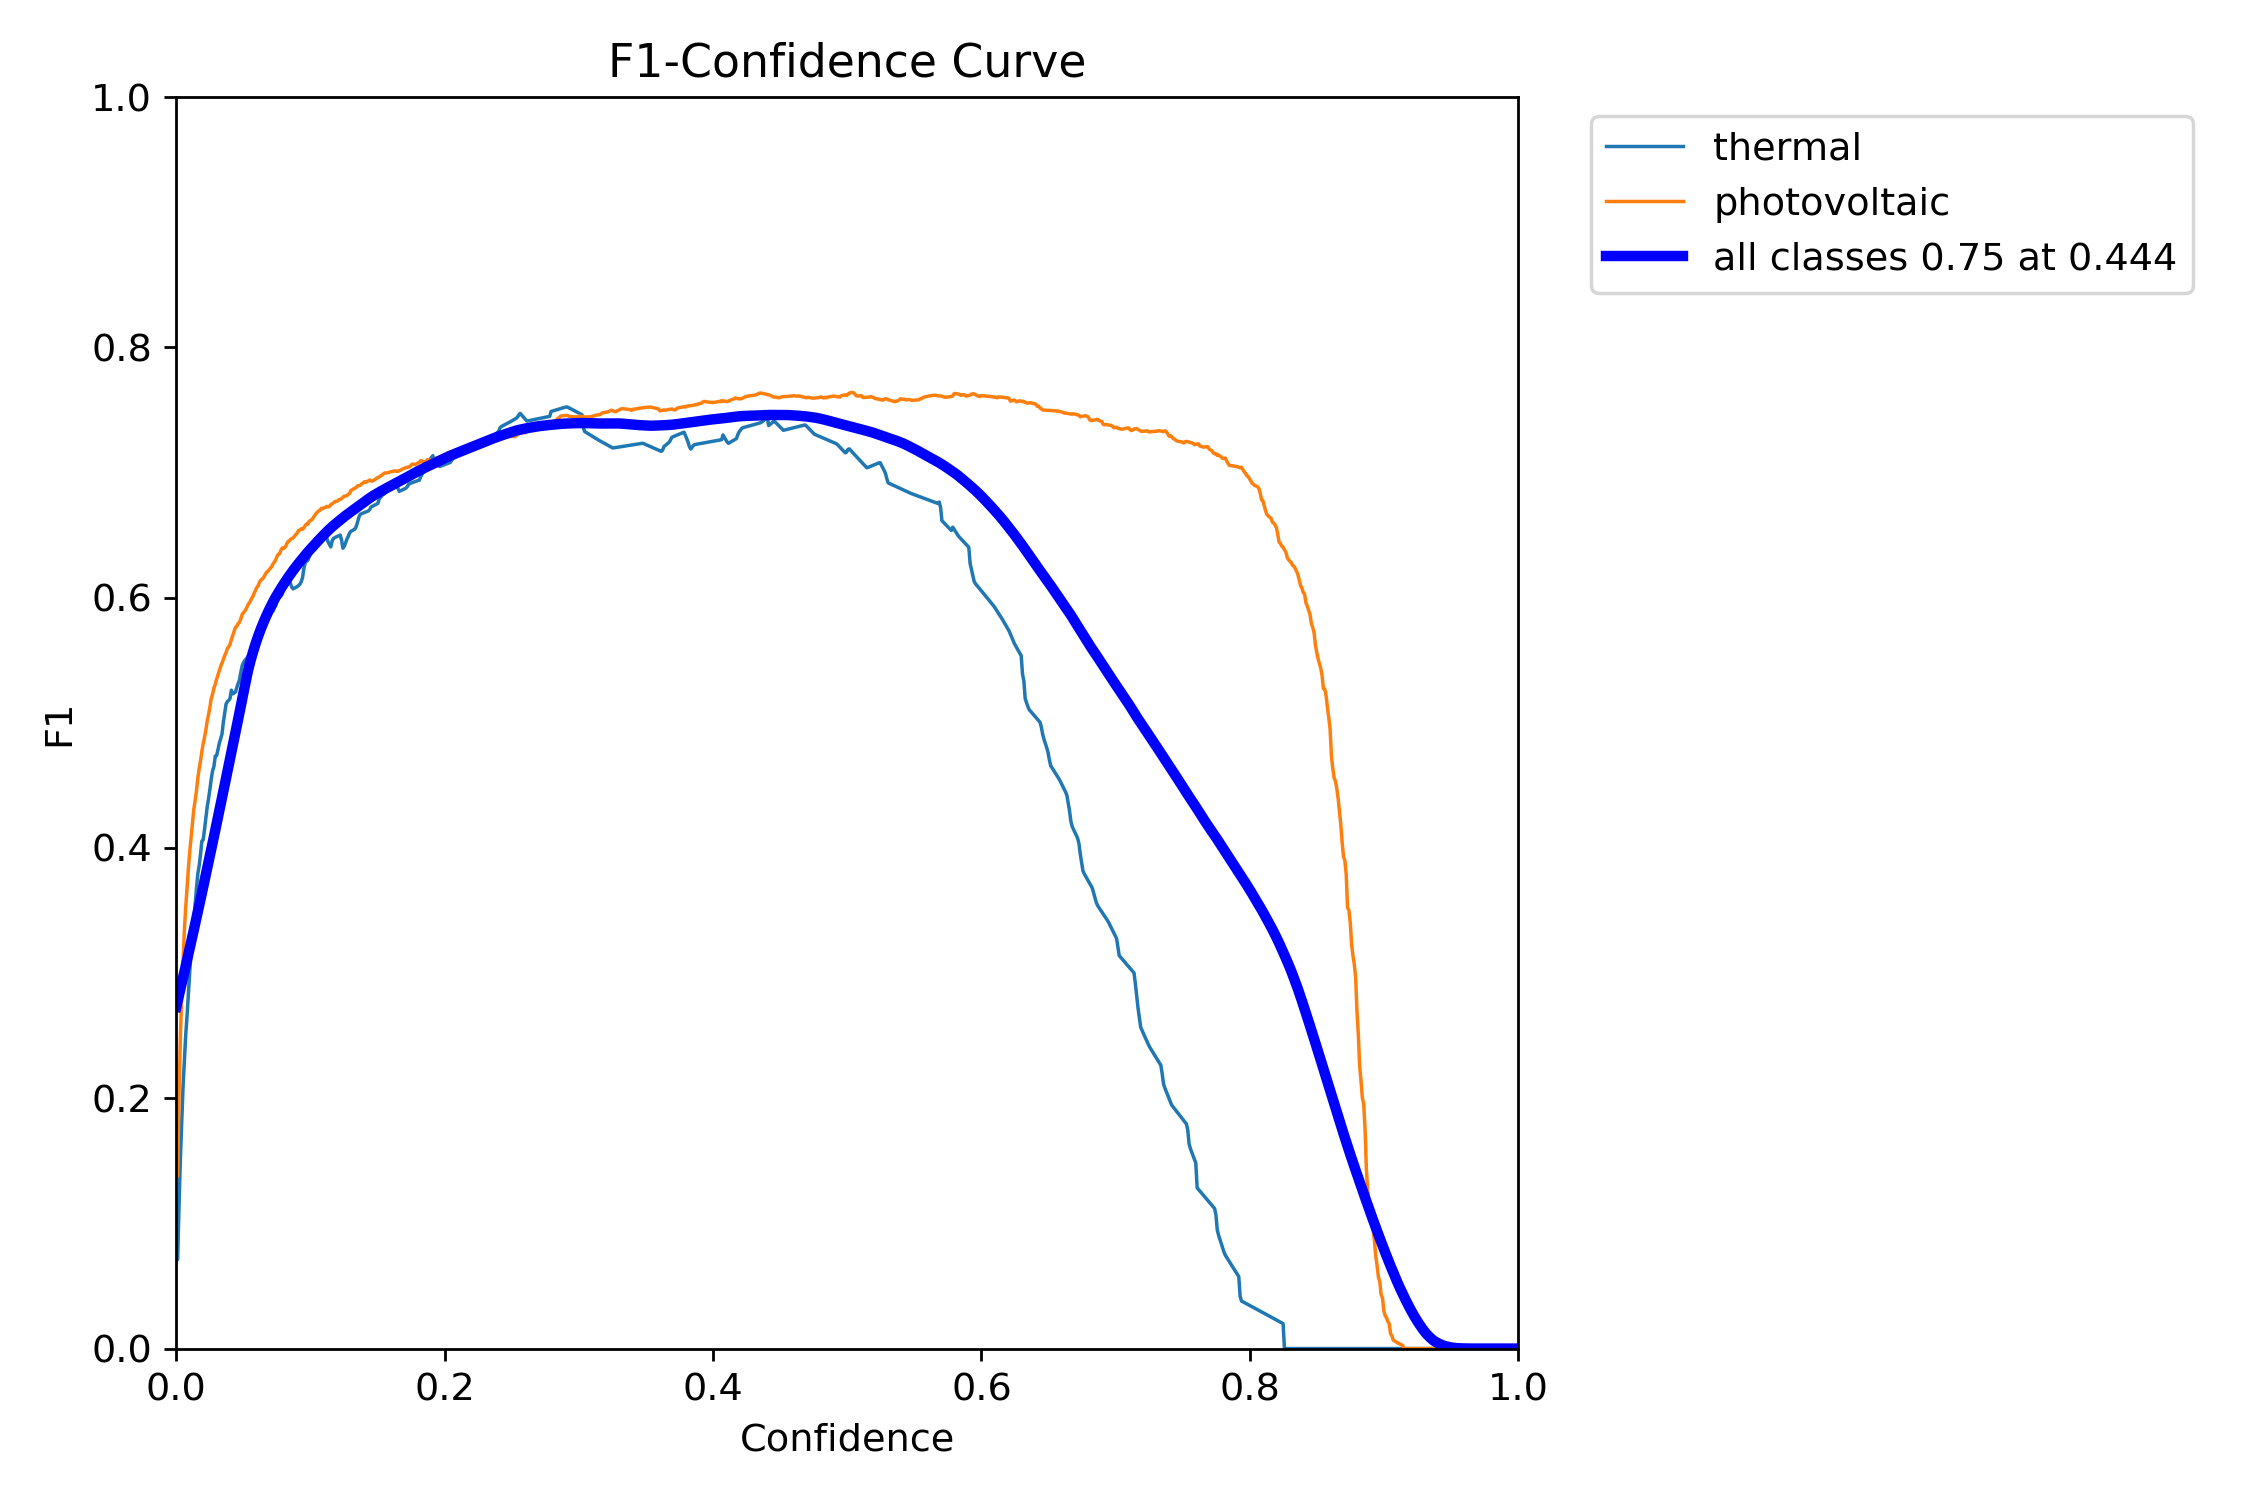 F1-Confidence Curve
1.0
0.8
0.6
0.4
0.2
0.0
F1
0.0 0.2 0.4 0.6 0.8 1.0
Confidence
thermal
photovoltaic
all classes 0.75 at 0.444